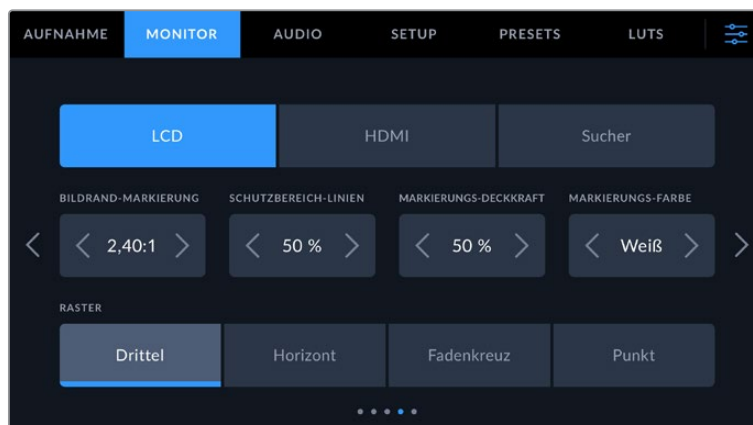 AUFNAHME MONITOR AUDIO SETUP PRESETS LUTS
LCD HDMI Sucher
BILDRAND-MARKIERUNG SCHUTZBEREICH-LINIEN MARKIERUNGS-DECKKRAFT MARKIERUNGS-FARBE
2,40:1 50 % 50 % Weiß
RASTER
Drittel Horizont Fadenkreuz Punkt